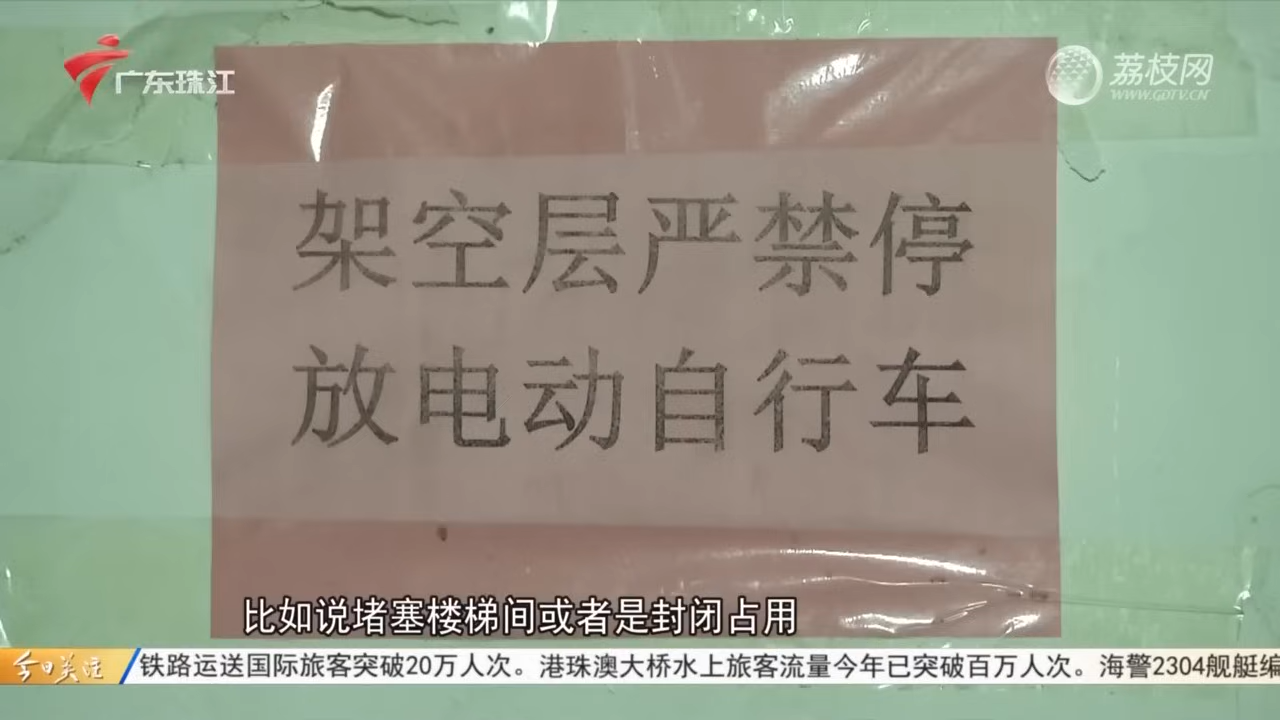 广东珠江
荔枝网
WWW.GDTV.CN
架空层严禁停
放电动自行车
比如说堵塞楼梯间或者是封闭占用
今日关注
铁路运送国际旅客突破20万人次。港珠澳大桥水上旅客流量今年已突破百万人次。海警2304舰艇编